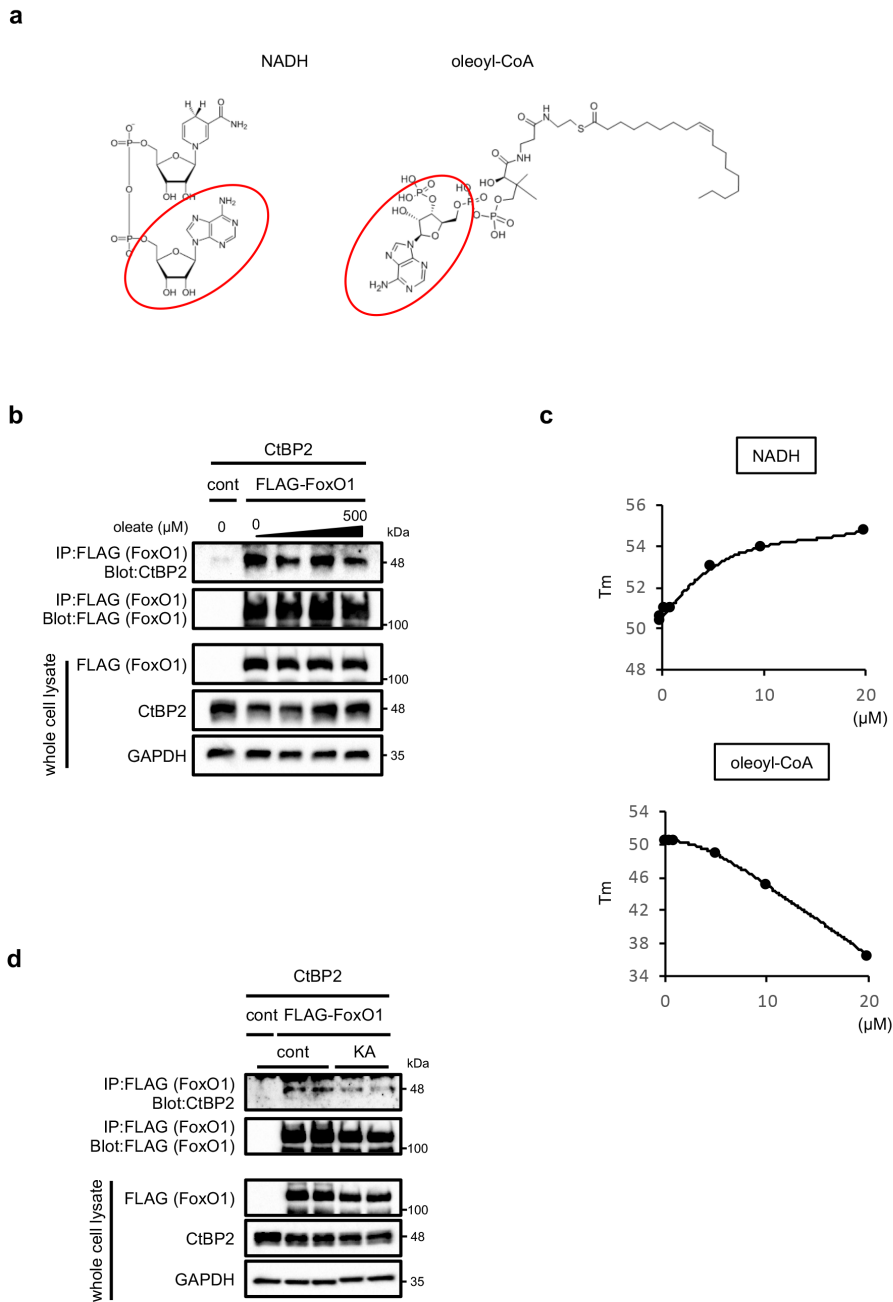 a
NADH
oleoyl-CoA
b
CtBP2
cont
FLAG-FoxO1
oleate (µM)
0
0
500
kDa
IP:FLAG (FoxO1)
Blot:CtBP2
48
IP:FLAG (FoxO1)
Blot:FLAG (FoxO1)
100
whole cell lysate
FLAG (FoxO1)
100
CtBP2
48
GAPDH
35
c
NADH
56
54
52
50
48
Tm
0
10
20
(µM)
oleoyl-CoA
54
50
46
42
38
34
Tm
0
10
20
(µM)
d
CtBP2
cont
FLAG-FoxO1
cont
KA
kDa
IP:FLAG (FoxO1)
Blot:CtBP2
48
IP:FLAG (FoxO1)
Blot:FLAG (FoxO1)
100
whole cell lysate
FLAG (FoxO1)
100
CtBP2
48
GAPDH
35